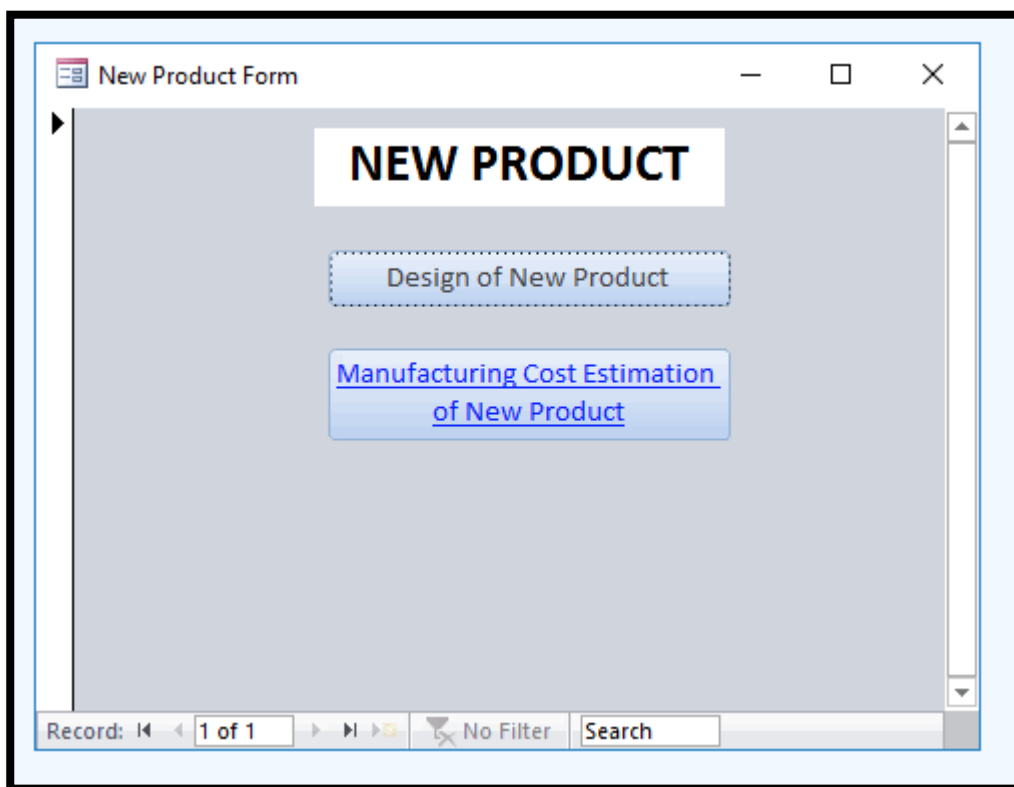 New Product Form
NEW PRODUCT
Design of New Product
Manufacturing Cost Estimation
of New Product
Record: 1 of 1 No Filter Search